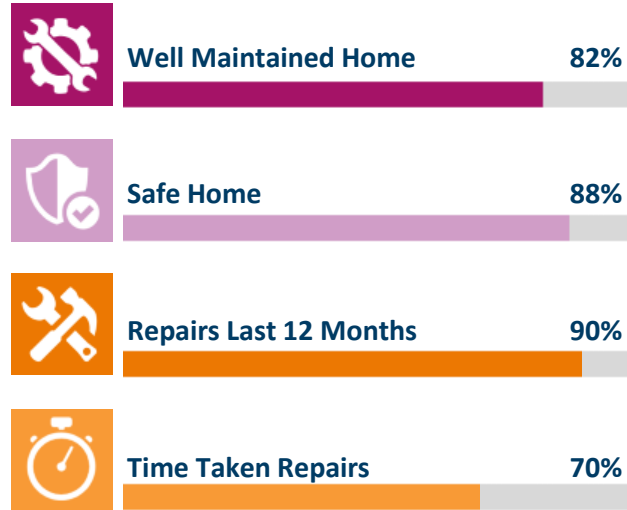 Well Maintained Home 82%
Safe Home 88%
Repairs Last 12 Months 90%
Time Taken Repairs 70%